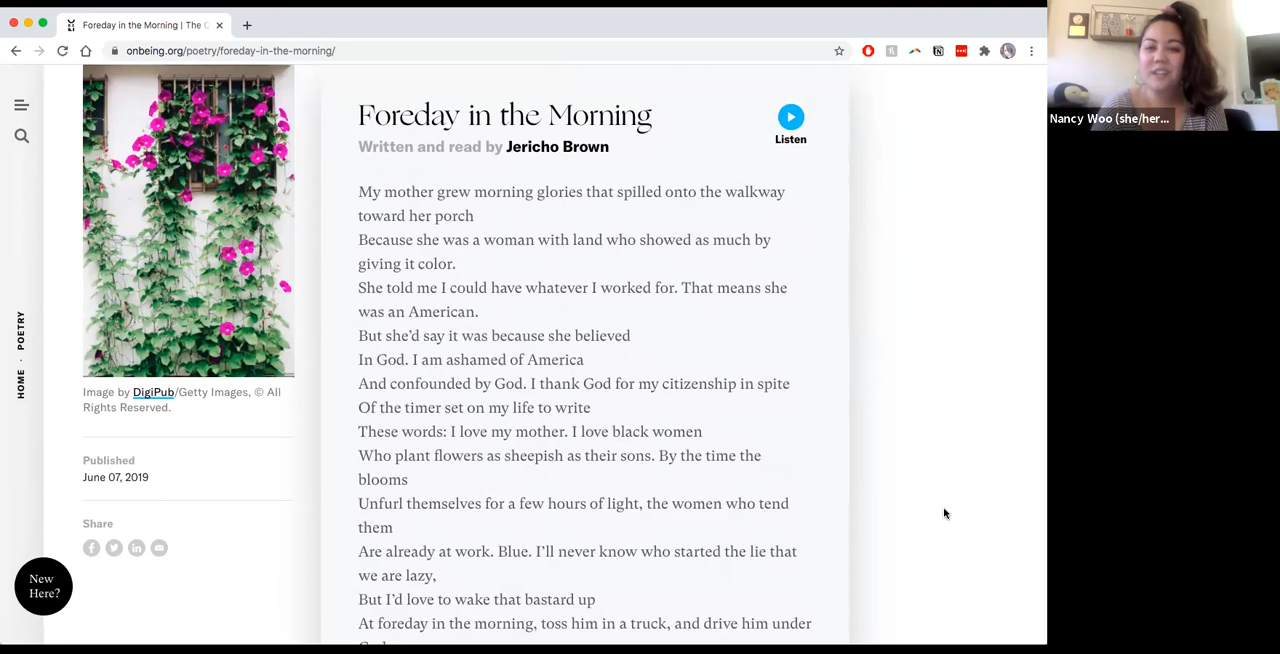 Foreday in the Morning | The O
onbeing.org/poetry/foreday-in-the-morning/
Nancy Woo (she/her...
HOME · POETRY
Foreday in the Morning
Written and read by Jericho Brown
Listen
My mother grew morning glories that spilled onto the walkway
toward her porch
Because she was a woman with land who showed as much by
giving it color.
She told me I could have whatever I worked for. That means she
was an American.
But she’d say it was because she believed
In God. I am ashamed of America
And confounded by God. I thank God for my citizenship in spite
Of the timer set on my life to write
These words: I love my mother. I love black women
Who plant flowers as sheepish as their sons. By the time the
blooms
Unfurl themselves for a few hours of light, the women who tend
them
Are already at work. Blue. I’ll never know who started the lie that
we are lazy,
But I’d love to wake that bastard up
At foreday in the morning, toss him in a truck, and drive him under
Image by DigiPub/Getty Images, © All
Rights Reserved.
Published
June 07, 2019
Share
New
Here?